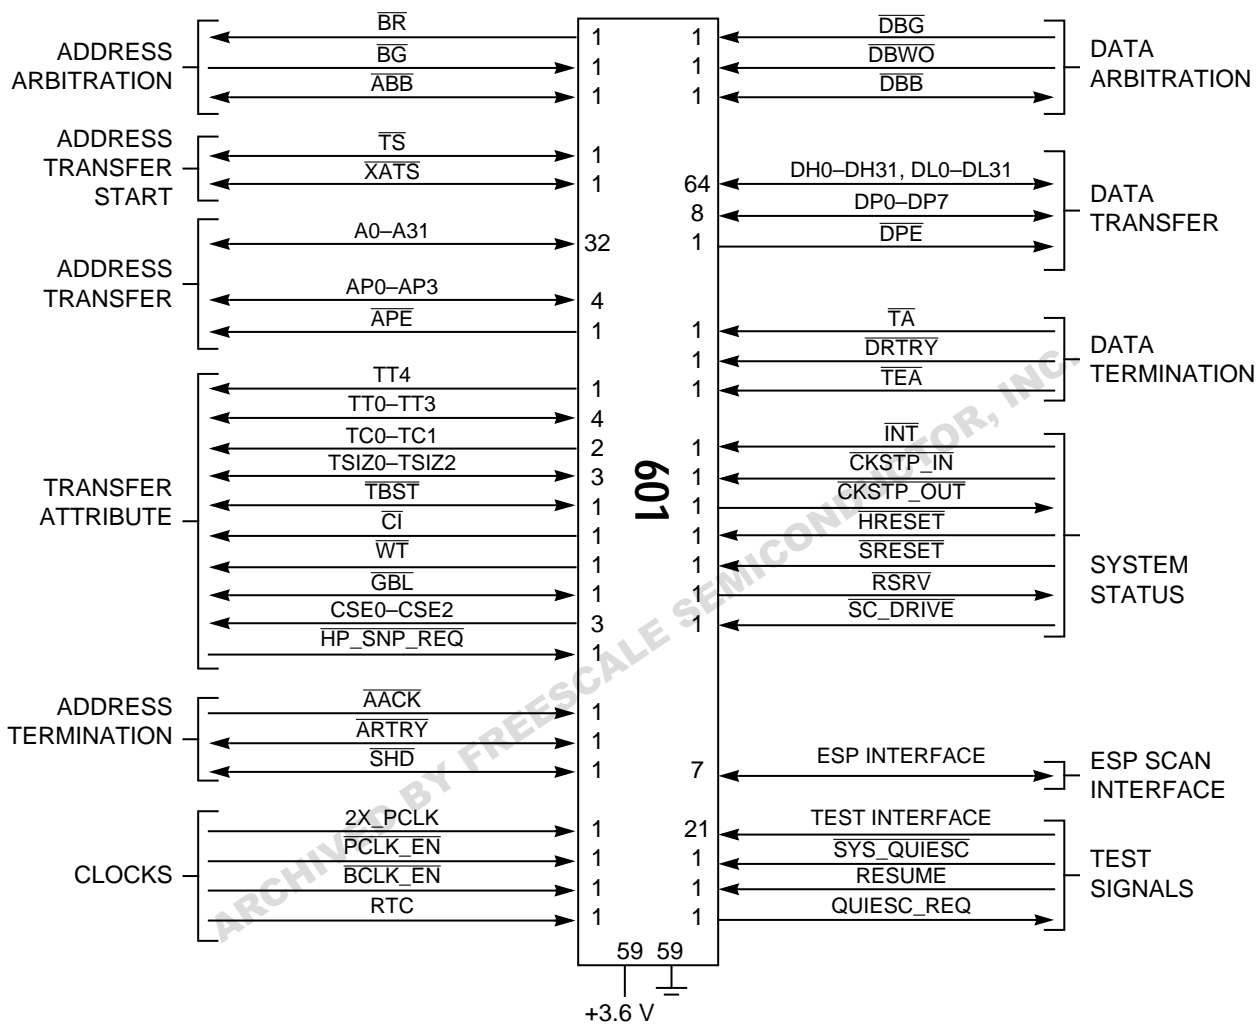 ADDRESS
ARBITRATION
BR 1
BG 1
ABB 1
ADDRESS
TRANSFER
START
TS 1
XATS 1
ADDRESS
TRANSFER
A0–A31 32
AP0–AP3 4
APE 1
TRANSFER
ATTRIBUTE
TT4 1
TT0–TT3 4
TC0–TC1 2
TSIZ0–TSIZ2 3
TBST 1
CI 1
WT 1
GBL 1
CSE0–CSE2 3
HP_SNP_REQ 1
ADDRESS
TERMINATION
AACK 1
ARTRY 1
SHD 1
CLOCKS
2X_PCLK 1
PCLK_EN 1
BCLK_EN 1
RTC 1
601
59 59
+3.6 V
1 DBG
1 DBWO
1 DBB
DATA
ARBITRATION
64 DH0–DH31, DL0–DL31
8 DP0–DP7
1 DPE
DATA
TRANSFER
1 TA
1 DRTRY
1 TEA
DATA
TERMINATION
1 INT
1 CKSTP_IN
1 CKSTP_OUT
1 HRESET
1 SRESET
1 RSRV
1 SC_DRIVE
SYSTEM
STATUS
7 ESP INTERFACE
ESP SCAN
INTERFACE
21 TEST INTERFACE
1 SYS_QUIESC
1 RESUME
1 QUIESC_REQ
TEST
SIGNALS
ARCHIVED BY FREESCALE SEMICONDUCTOR, INC.